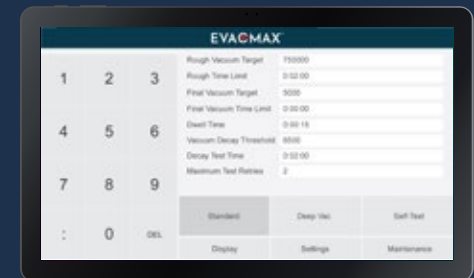 EVACMAX
1 2 3
4 5 6
7 8 9
: 0 DEL
Rough Vacuum Target 750000
Rough Time Limit 0:02:00
Final Vacuum Target 5000
Final Vacuum Time Limit 0:00:00
Dwell Time 0:00:15
Vacuum Decay Threshold 6500
Decay Test Time 0:02:00
Maximum Test Retries 2
Standard Deep Vac Self-Test
Display Settings Maintenance